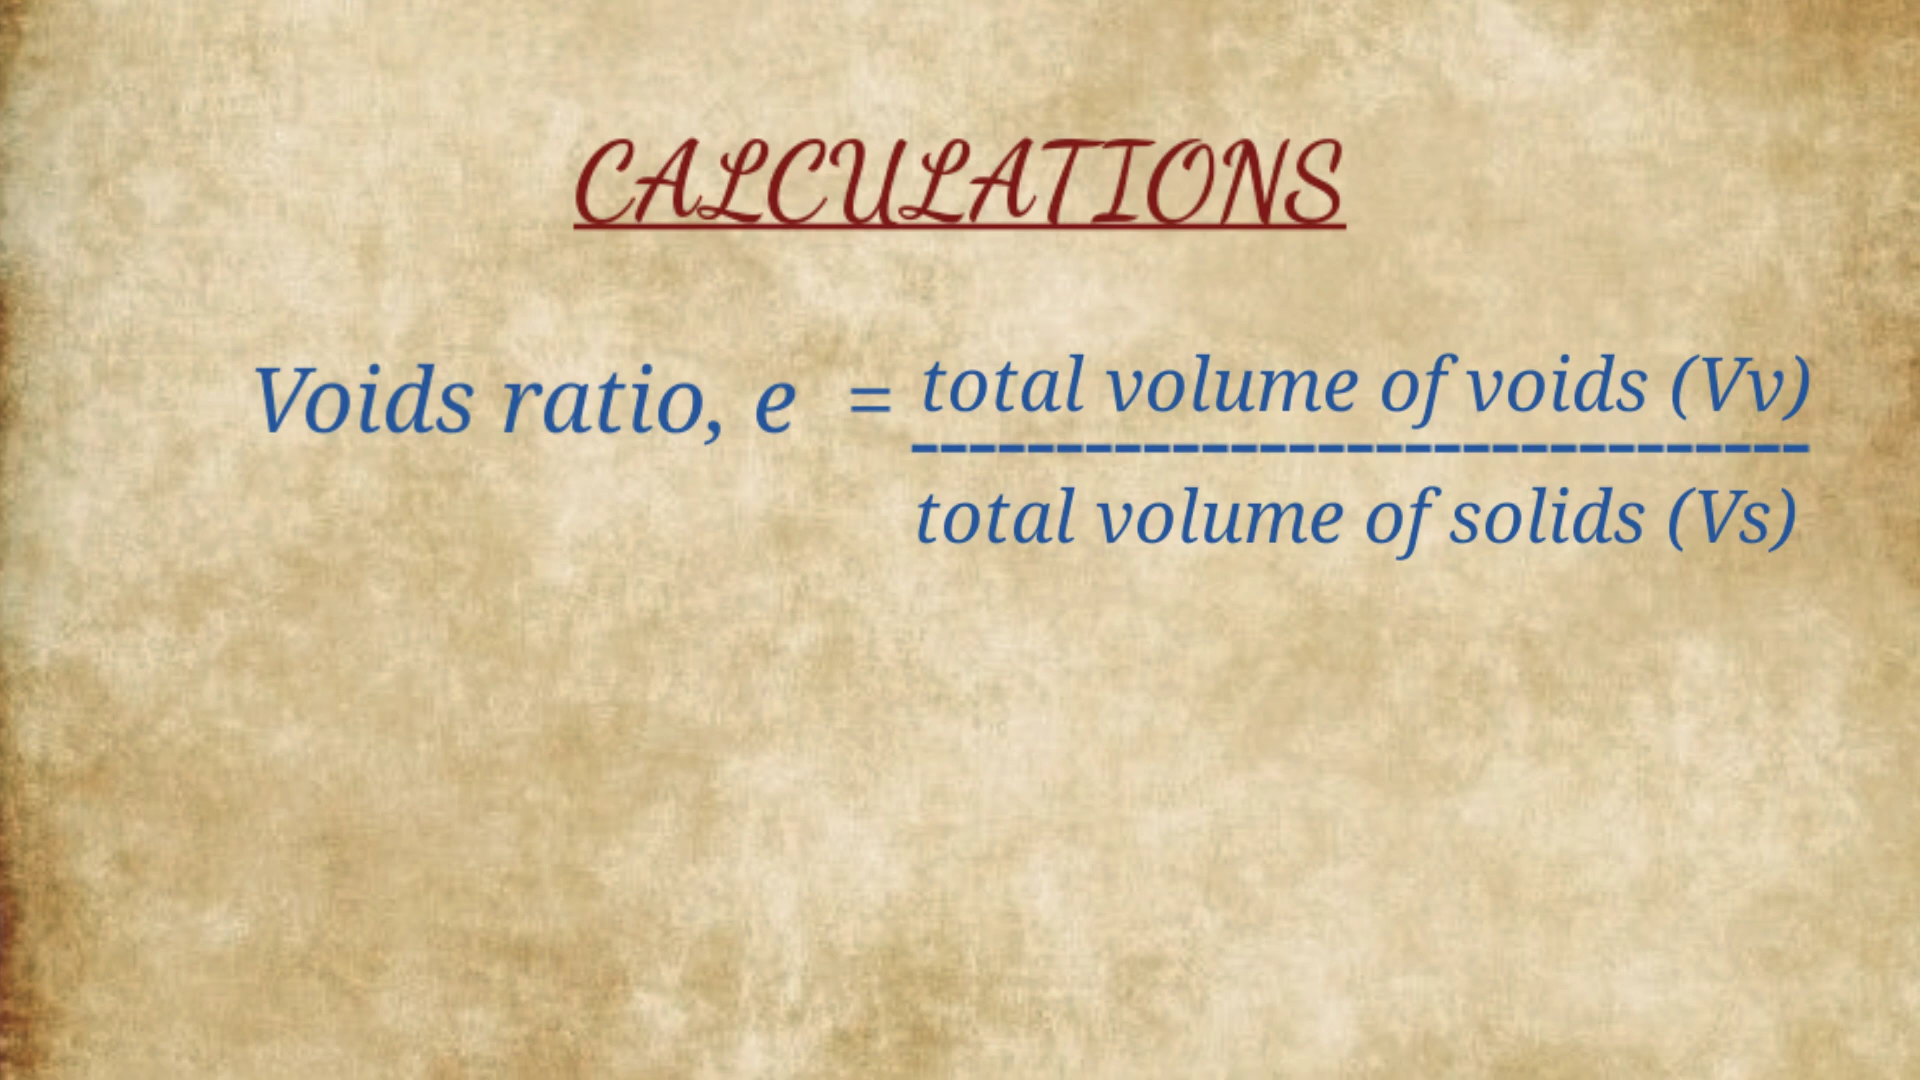 CALCULATIONS
Voids ratio, e = total volume of voids (Vv)
-------------------------------
total volume of solids (Vs)